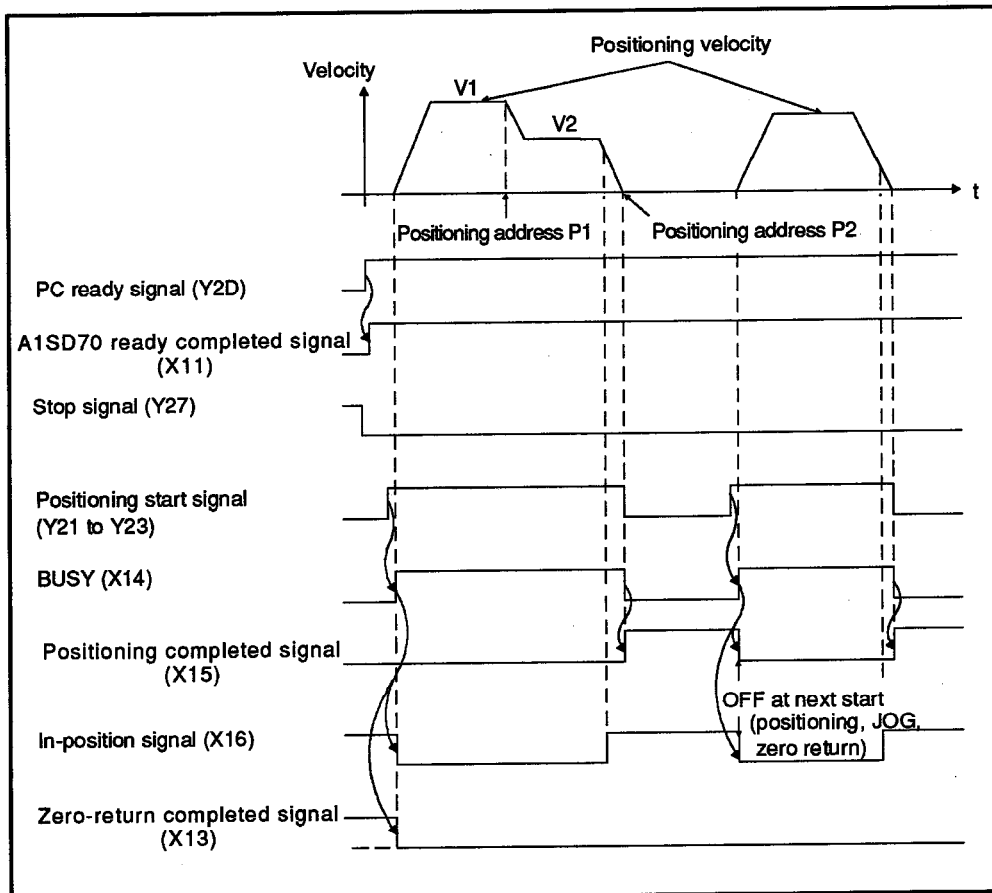 Positioning velocity
Velocity
V1
V2
t
Positioning address P1
Positioning address P2
PC ready signal (Y2D)
A1SD70 ready completed signal
(X11)
Stop signal (Y27)
Positioning start signal
(Y21 to Y23)
BUSY (X14)
Positioning completed signal
(X15)
OFF at next start
(positioning, JOG,
zero return)
In-position signal (X16)
Zero-return completed signal
(X13)